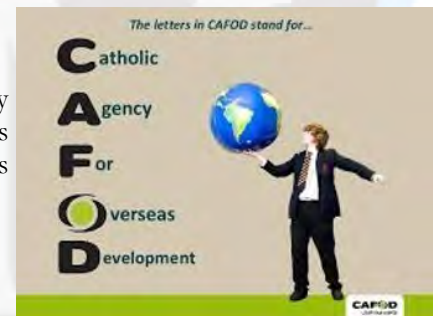 The letters in CAFOD stand for...
Catholic
Agency
For
Overseas
Development
y
s
s
CAFOD